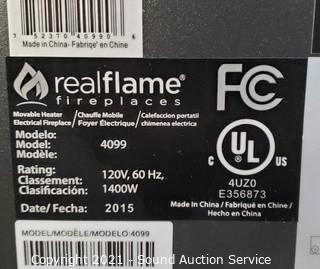 7 52370 40990 6
Made in China- Fabriqe' en Chine
realflame®
fireplaces
FC
Movable Heater
Electrical Fireplace/
Chauffe Mobile
Foyer Électrique/
Calefaccion portatil
chimenea electrica
Modelo:
Model: 4099
Modèle:
C UL US
®
4UZ0
E356873
Rating: 120V, 60 Hz,
Classement: 1400W
Clasificación:
Made In China / Fabriqué en Chine /
Hecho en China
Date/ Fecha: 2015
MODEL/MODÈLE/MODELO:4099
Copyright 2021 - Sound Auction Service